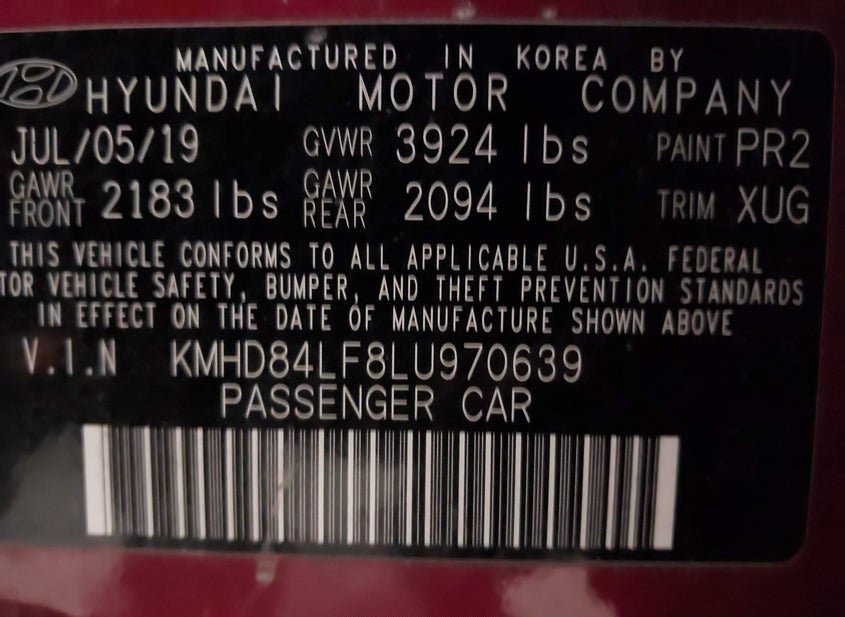 MANUFACTURED IN KOREA BY
HYUNDAI MOTOR COMPANY
JUL/05/19 GVWR 3924 lbs PAINT PR2
GAWR FRONT 2183 lbs GAWR REAR 2094 lbs TRIM XUG
THIS VEHICLE CONFORMS TO ALL APPLICABLE U.S.A. FEDERAL
TOR VEHICLE SAFETY, BUMPER, AND THEFT PREVENTION STANDARDS
IN EFFECT ON THE DATE OF MANUFACTURE SHOWN ABOVE
V.I.N KMHD84LF8LU970639
PASSENGER CAR